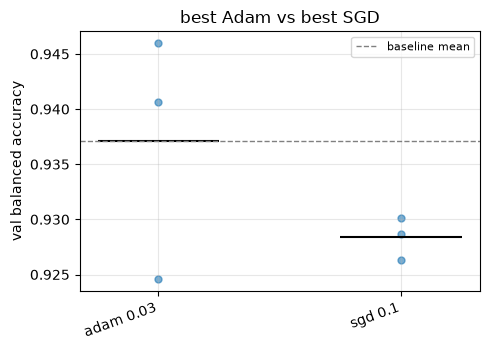 best Adam vs best SGD
baseline mean
val balanced accuracy
0.945
0.940
0.935
0.930
0.925
adam 0.03
sgd 0.1